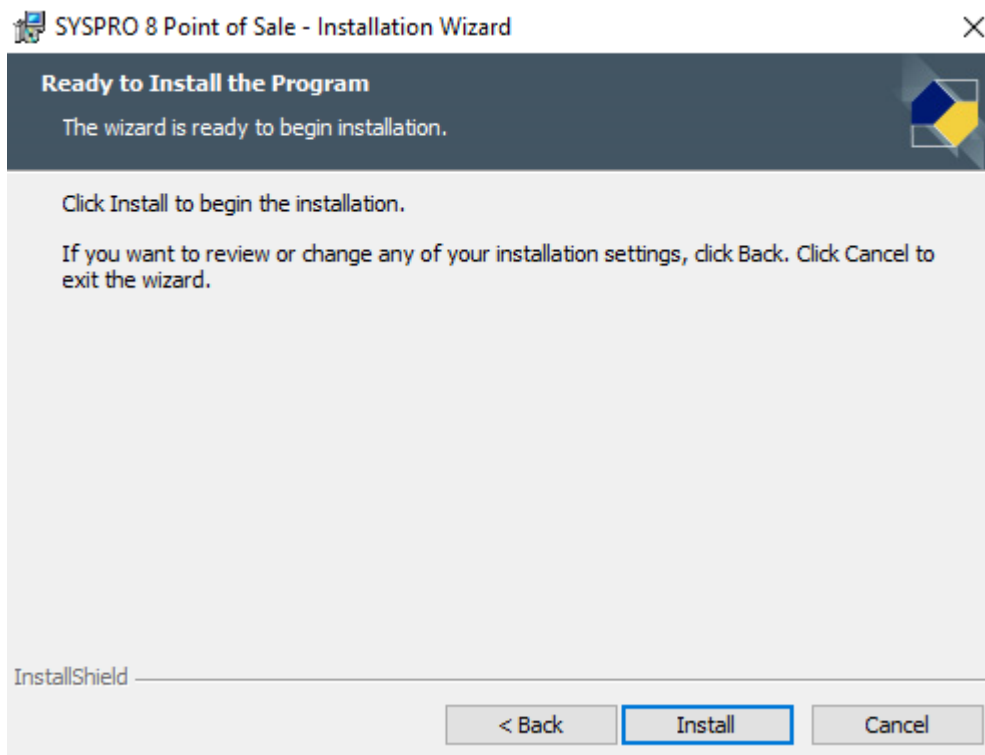 SYSPRO 8 Point of Sale - Installation Wizard
Ready to Install the Program
The wizard is ready to begin installation.
Click Install to begin the installation.
If you want to review or change any of your installation settings, click Back. Click Cancel to
exit the wizard.
InstallShield
< Back Install Cancel